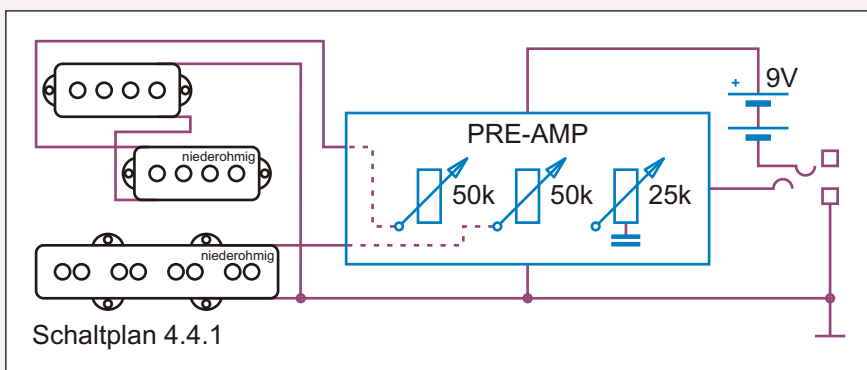 niederohmig
niederohmig
PRE-AMP
50k
50k
25k
+
9V
Schaltplan 4.4.1